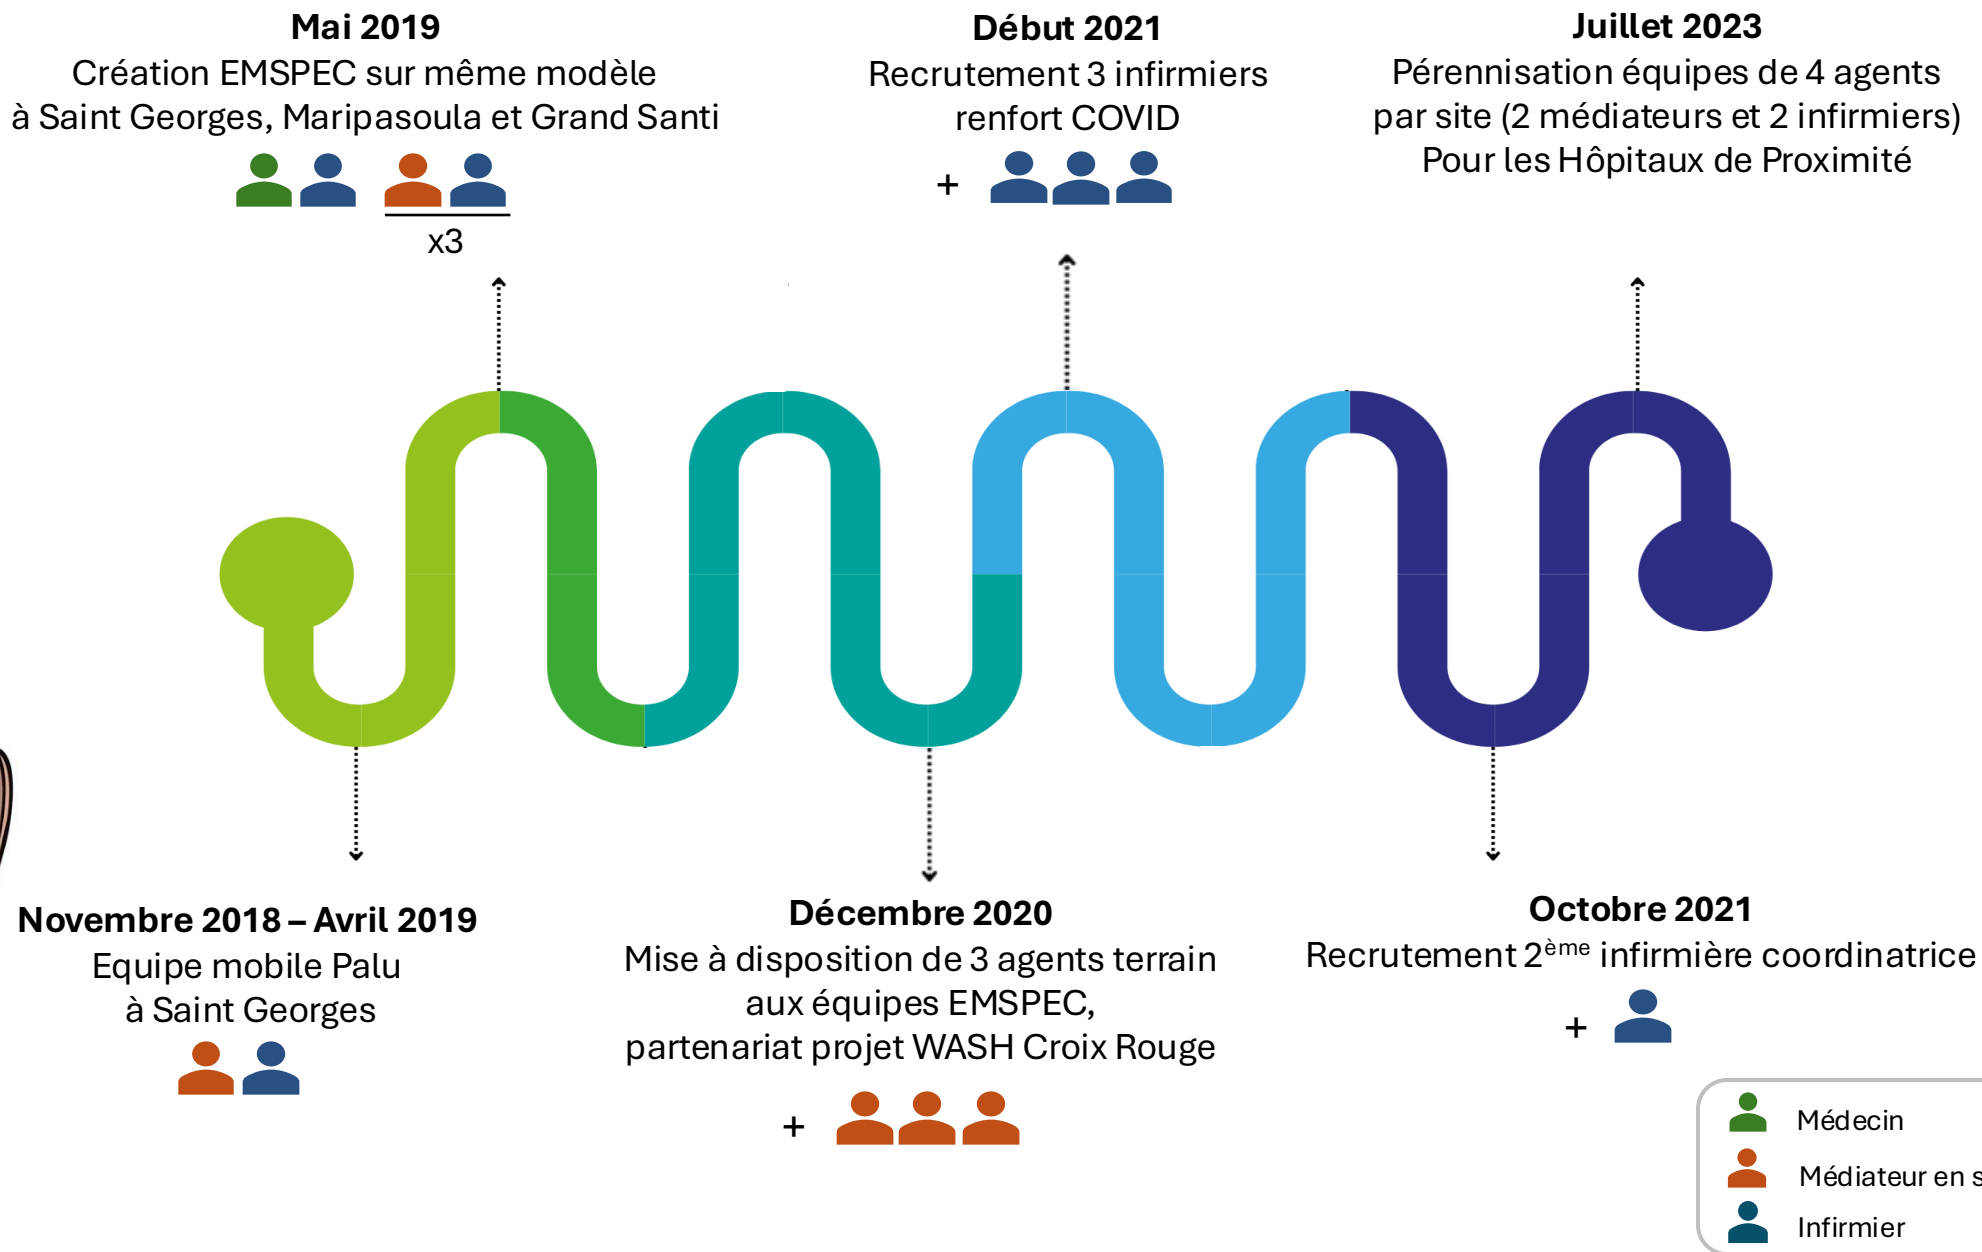 Mai 2019
Création EMSPEC sur même modèle
à Saint Georges, Maripasoula et Grand Santi
x3
Début 2021
Recrutement 3 infirmiers
renfort COVID
+
Juillet 2023
Pérennisation équipes de 4 agents
par site (2 médiateurs et 2 infirmiers)
Pour les Hôpitaux de Proximité
Novembre 2018 – Avril 2019
Equipe mobile Palu
à Saint Georges
Décembre 2020
Mise à disposition de 3 agents terrain
aux équipes EMSPEC,
partenariat projet WASH Croix Rouge
+
Octobre 2021
Recrutement 2ème infirmière coordinatrice
+
Médecin
Médiateur en
Infirmier